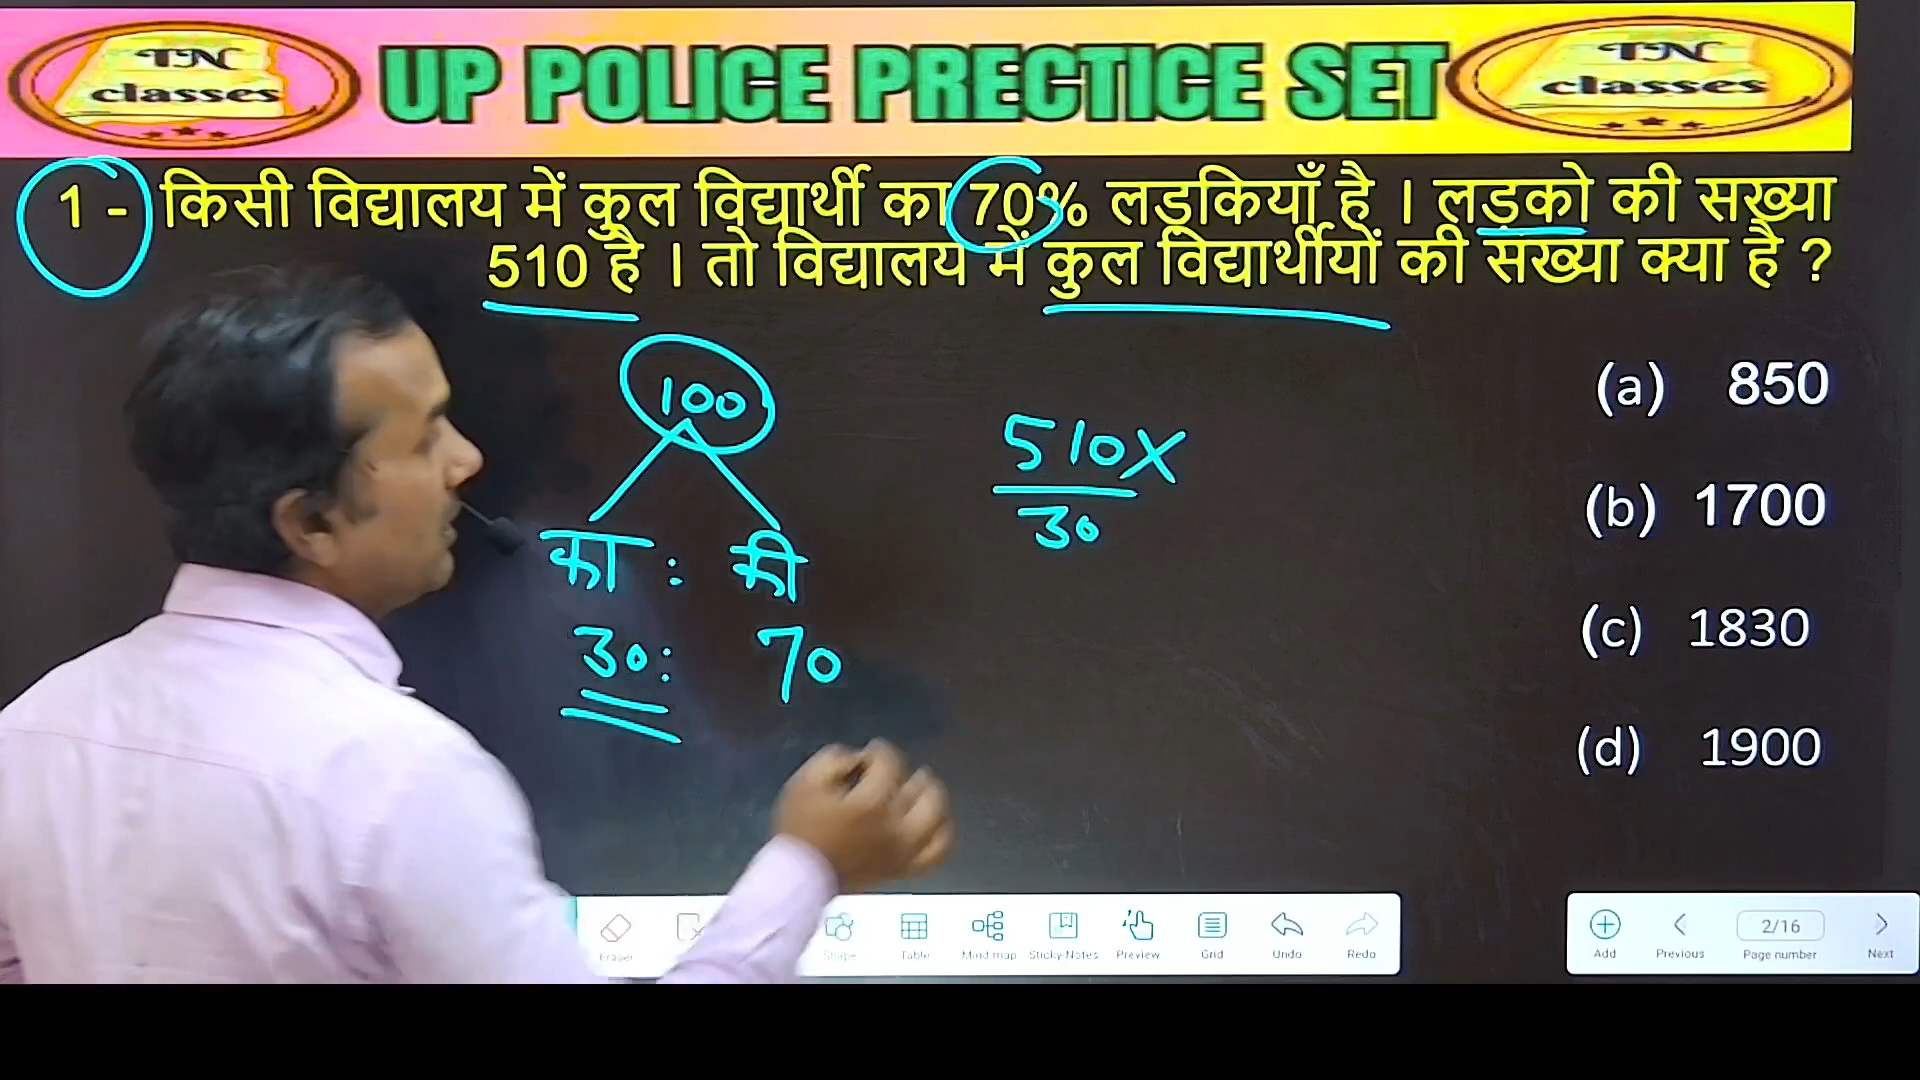 TN
classes
UP POLICE PRECTICE SET
TN
classes
1 - किसी विद्यालय में कुल विद्यार्थी का 70% लड़कियाँ है । लड़को की सख्या
510 है । तो विद्यालय में कुल विद्यार्थीयों की सख्या क्या है ?
100
का : की
30 : 70
510X
30
(a) 850
(b) 1700
(c) 1830
(d) 1900
Eraser
Shape
Table
Mind map
Sticky Notes
Preview
Grid
Undo
Redo
Add
Previous
2/16
Page number
Next